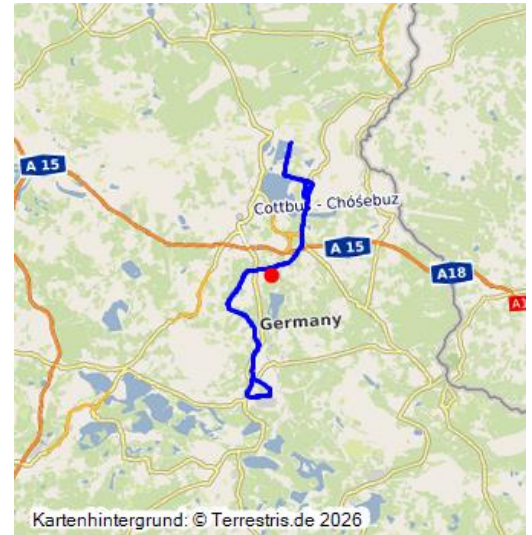 A 15
Cottbus - Chóśebuz
A 15
A18
Germany
Kartenhintergrund: © Terrestris.de 2026